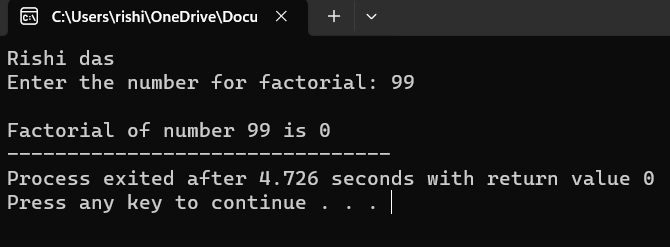 C:\Users\rishi\OneDrive\Docu
Rishi das
Enter the number for factorial: 99
Factorial of number 99 is 0
--------------------------------
Process exited after 4.726 seconds with return value 0
Press any key to continue . . .